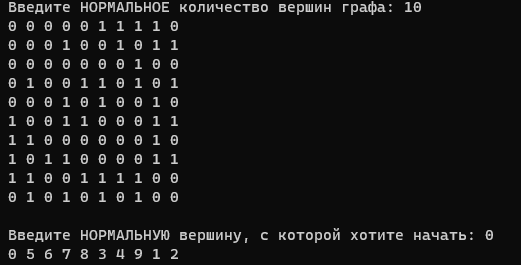 Введите НОРМАЛЬНОЕ количество вершин графа: 10
0 0 0 0 0 1 1 1 1 0
0 0 0 1 0 0 1 0 1 1
0 0 0 0 0 0 0 1 0 0
0 1 0 0 1 1 0 1 0 1
0 0 0 1 0 1 0 0 1 0
1 0 0 1 1 0 0 0 1 1
1 1 0 0 0 0 0 0 1 0
1 0 1 1 0 0 0 0 1 1
1 1 0 0 1 1 1 1 0 0
0 1 0 1 0 1 0 1 0 0
Введите НОРМАЛЬНУЮ вершину, с которой хотите начать: 0
0 5 6 7 8 3 4 9 1 2